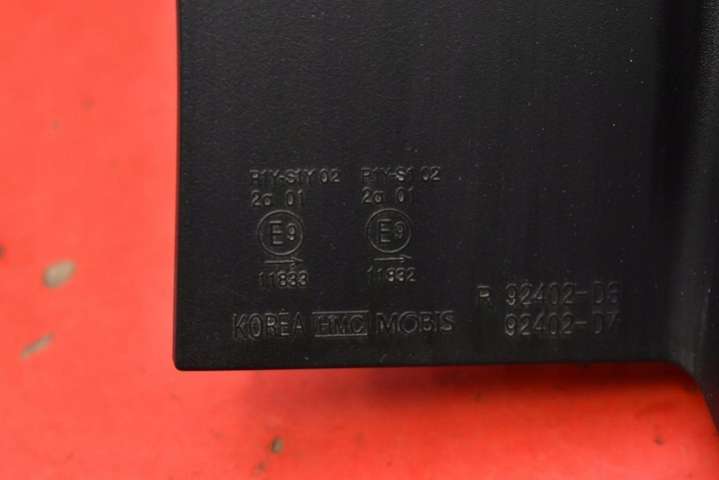 R1Y-S1Y 02
2a 01
E9
11833
R1Y-S1 02
2a 01
E9
11832
R 92402-D3
92402-D7
KOREA HMC MOBIS